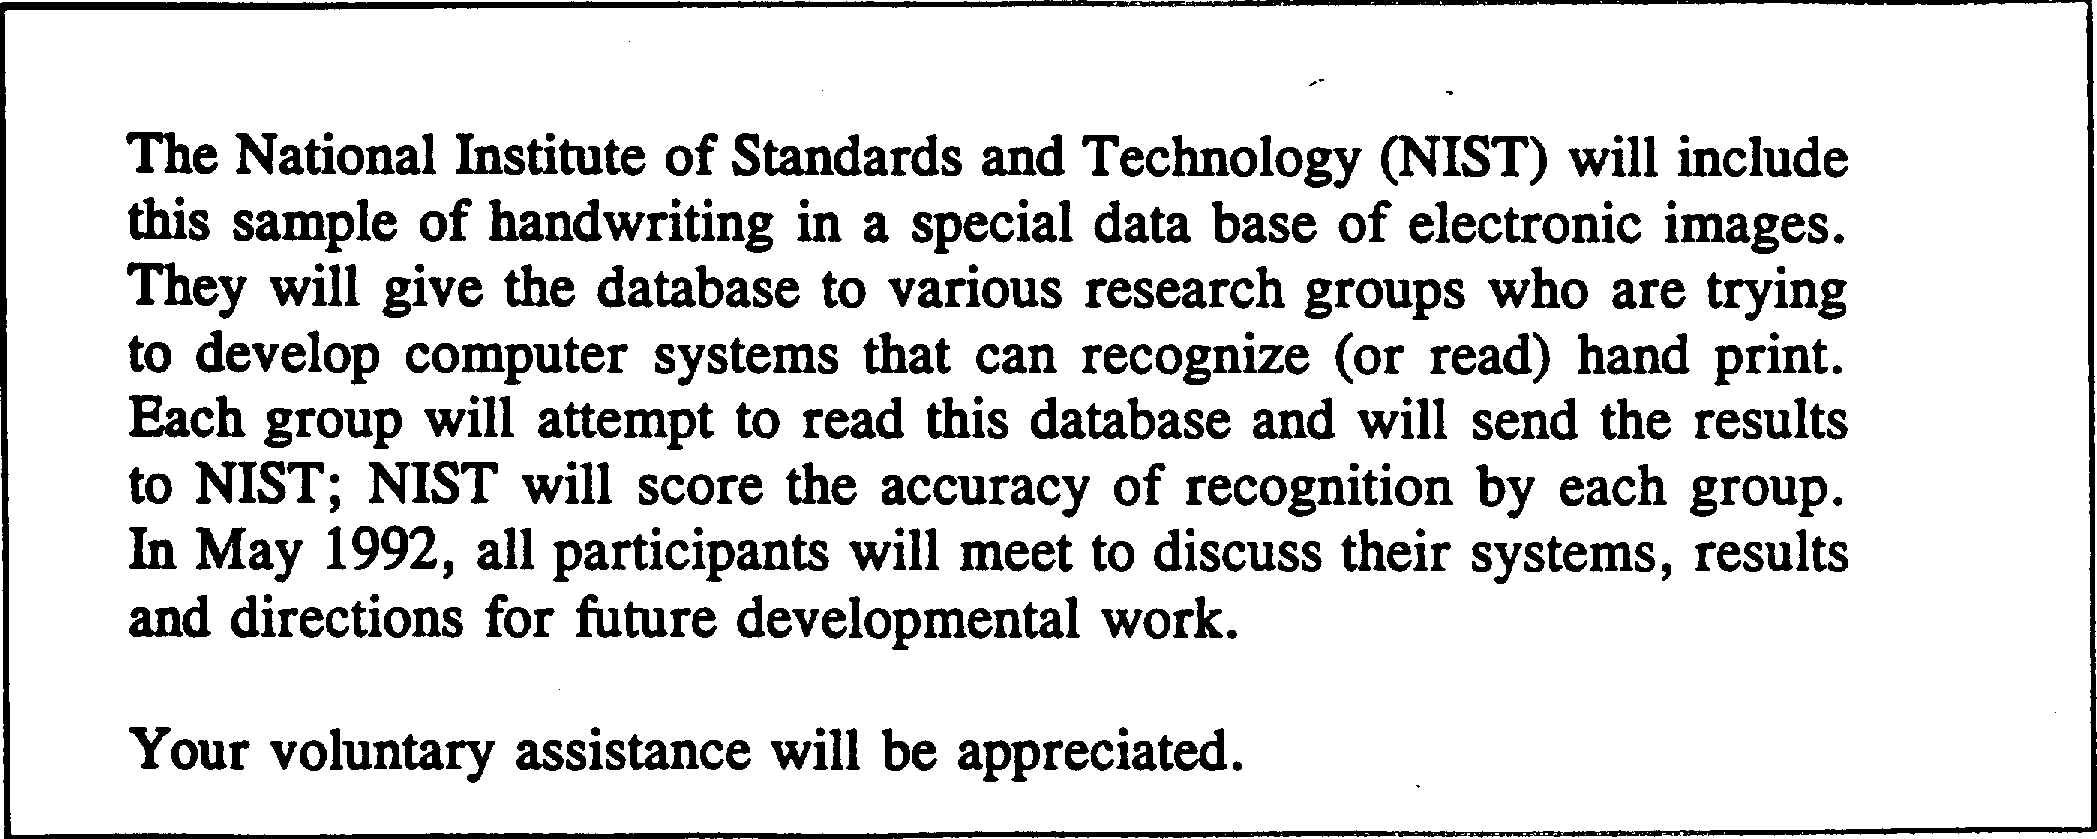 The National Institute of Standards and Technology (NIST) will include
this sample of handwriting in a special data base of electronic images.
They will give the database to various research groups who are trying
to develop computer systems that can recognize (or read) hand print.
Each group will attempt to read this database and will send the results
to NIST; NIST will score the accuracy of recognition by each group.
In May 1992, all participants will meet to discuss their systems, results
and directions for future developmental work.
Your voluntary assistance will be appreciated.